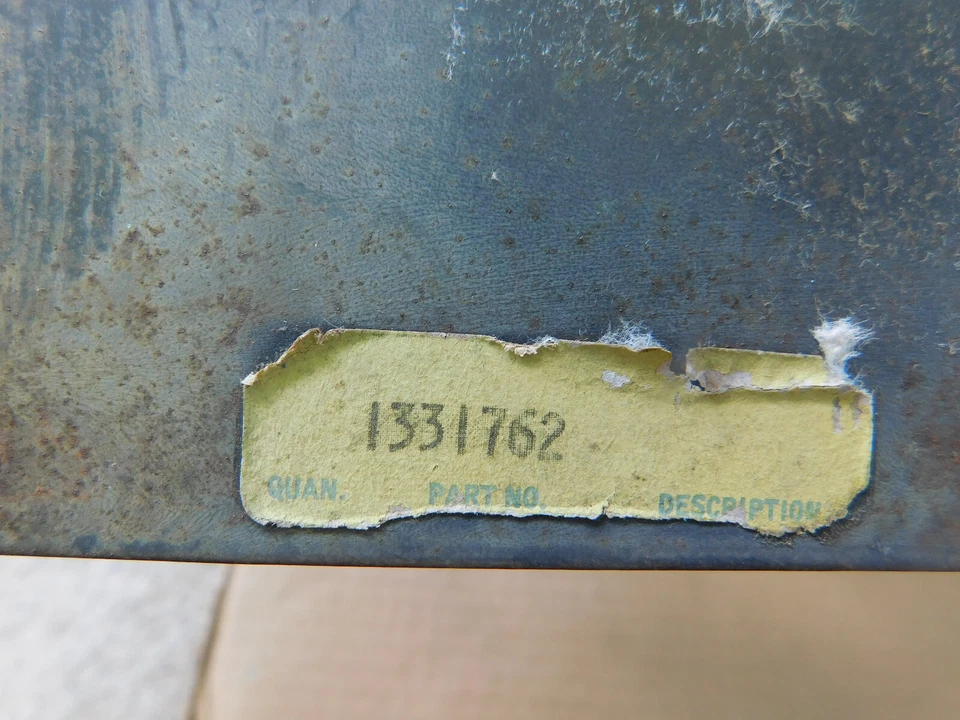 1331762
QUAN. PART NO. DESCRIPTION